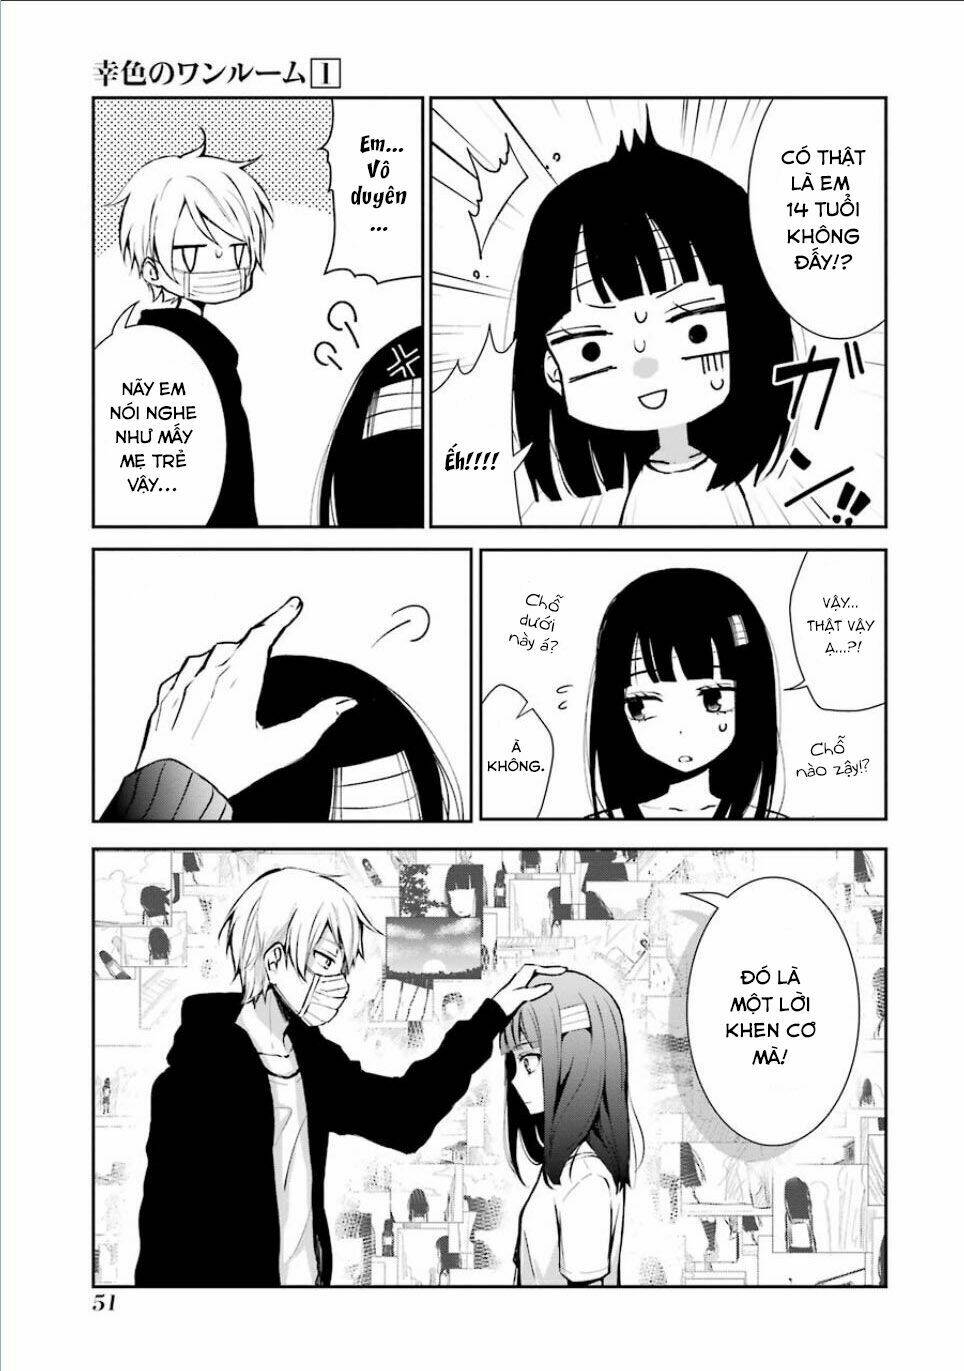 幸色のワンルーム1
CÓ THẬT
LÀ EM
14 TUỔI
KHÔNG
ĐẤY!?
Ếh!!!!
Em...
Vô
duyên
...
NÃY EM
NÓI NGHE
NHƯ MẤY
MẸ TRẺ
VẬY...
VẬY...
THẬT VẬY
Ạ...?!
Chỗ
nào zậy!?
Chỗ
dưới
này á?
À
KHÔNG.
ĐÓ LÀ
MỘT LỜI
KHEN CƠ
MÀ!
51